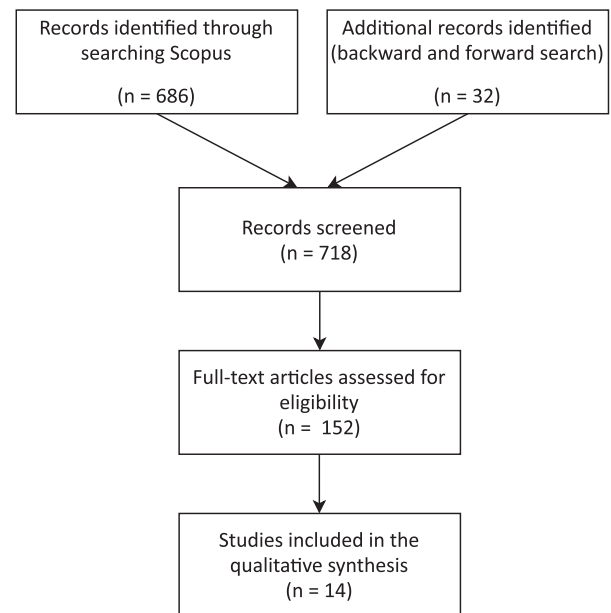 Records identified through
searching Scopus
(n = 686)
Additional records identified
(backward and forward search)
(n = 32)
Records screened
(n = 718)
Full-text articles assessed for
eligibility
(n = 152)
Studies included in the
qualitative synthesis
(n = 14)